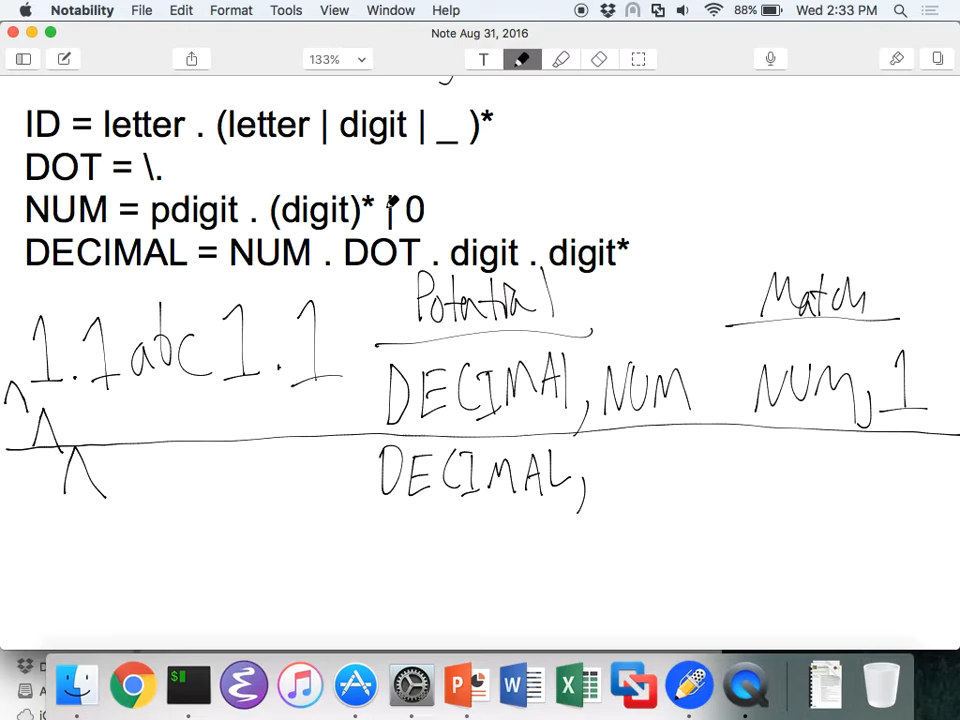 Notability File Edit Format Tools View Window Help 88% Wed 2:33 PM
Note Aug 31, 2016
133% T
ID = letter . (letter | digit | _ )*
DOT = \.
NUM = pdigit . (digit)* | 0
DECIMAL = NUM . DOT . digit . digit*
Potential Match
1.1abc1.1 DECIMAL, NUM NUM, 1
DECIMAL,